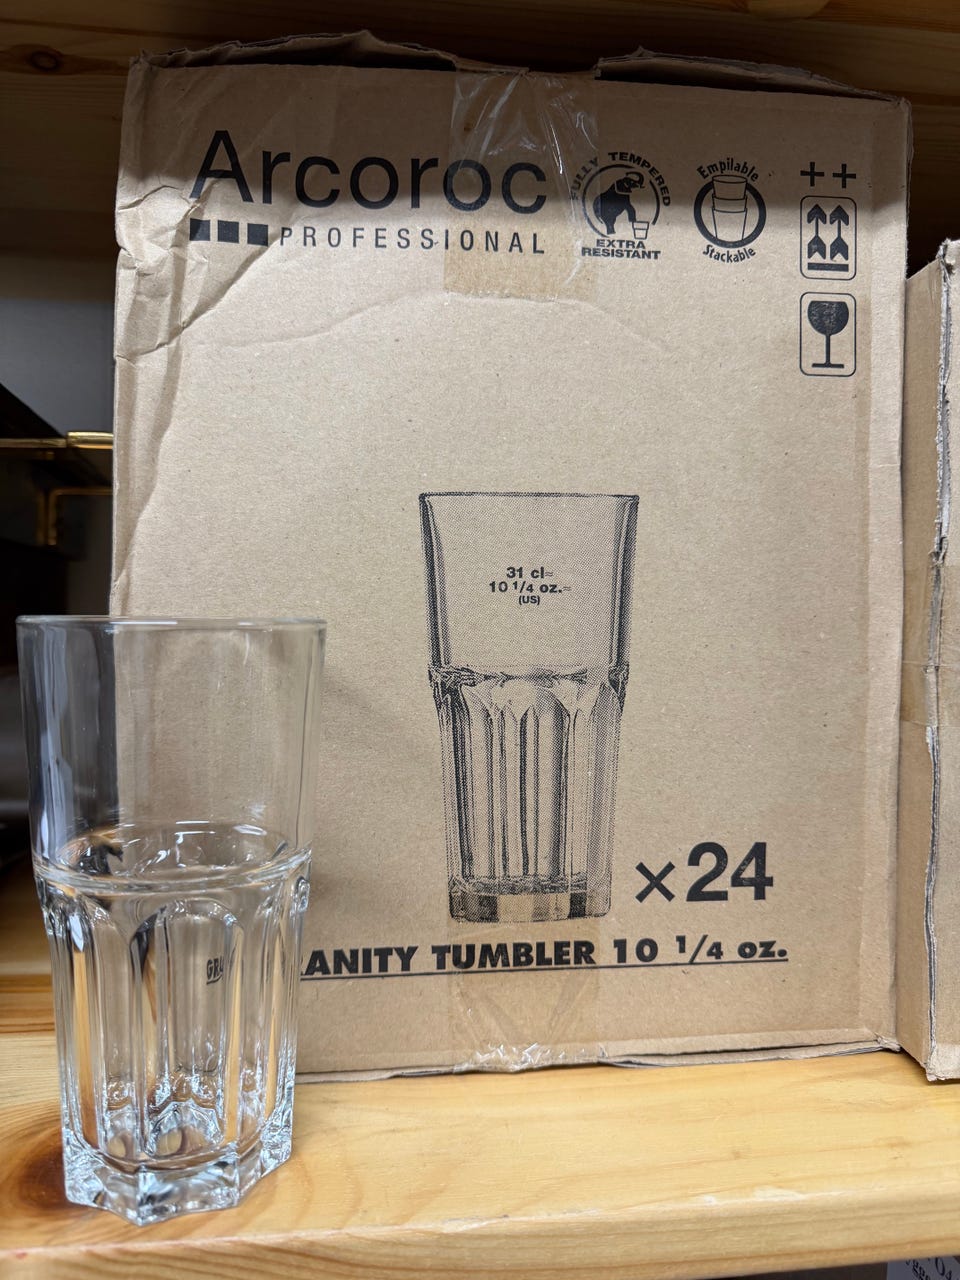 Arcoroc
PROFESSIONAL
FULLY TEMPERED
EXTRA
RESISTANT
Empilable
Stackable
++
31 cl≈
10 1/4 oz.≈
(US)
×24
GRANITY TUMBLER 10 1/4 oz.